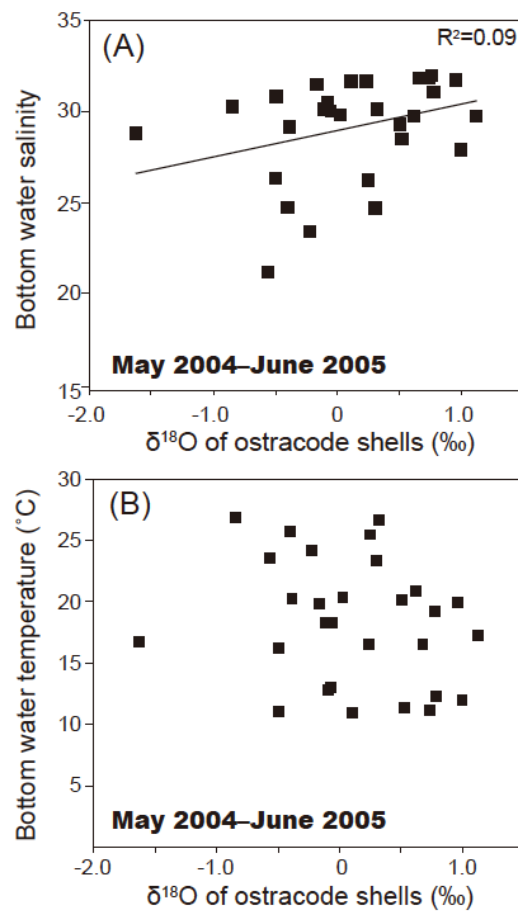 35
(A)
R²=0.09
30
25
20
15
Bottom water salinity
May 2004–June 2005
-2.0
-1.0
0
1.0
δ¹⁸O of ostracode shells (‰)
30
(B)
25
20
15
10
5
Bottom water temperature (˚C)
May 2004–June 2005
-2.0
-1.0
0
1.0
δ¹⁸O of ostracode shells (‰)